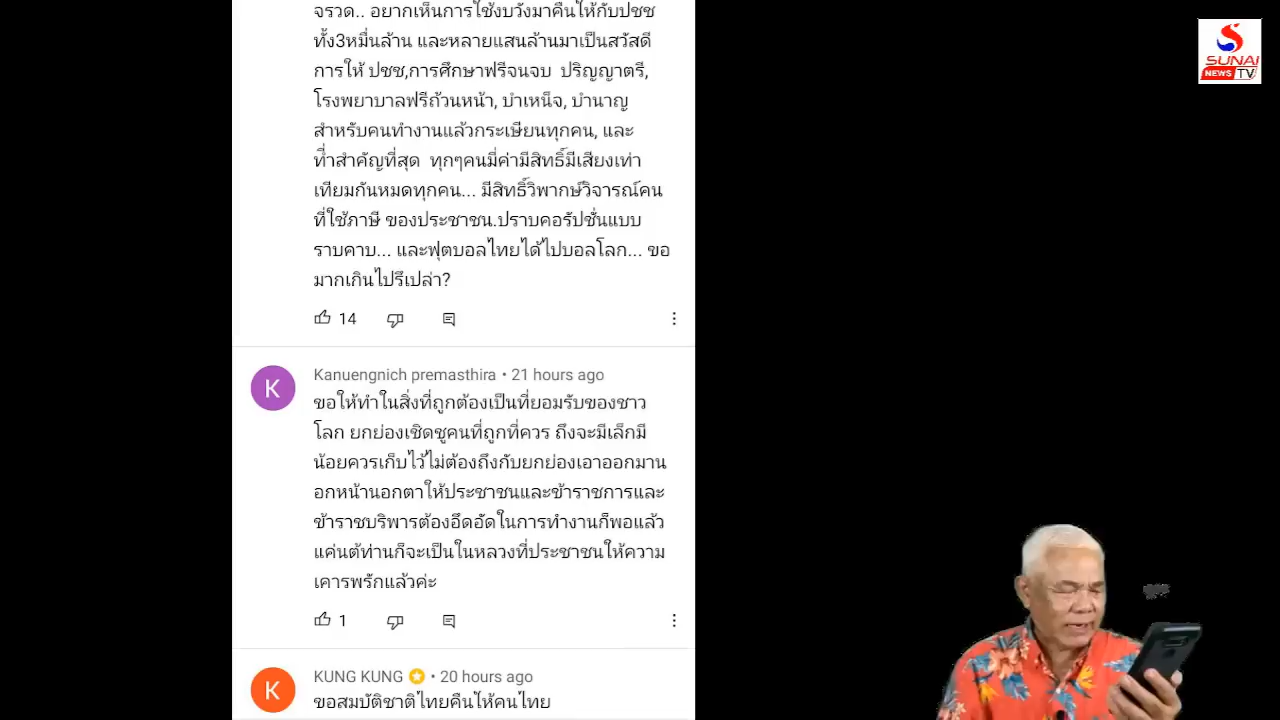 จรวด.. อยากเห็นการใช้งบวังมาคืนให้กับปชช
ทั้ง3หมื่นล้าน และหลายแสนล้านมาเป็นสวัสดี
การให้ ปชช,การศึกษาฟรีจนจบ ปริญญาตรี,
โรงพยาบาลฟรีถ้วนหน้า, บำเหน็จ, บำนาญ
สำหรับคนทำงานแล้วกระเษียนทุกคน, และ
ที่่สำคัญที่สุด ทุกๆคนมี่ค่ามีสิทธิ์มีเสียงเท่า
เทียมกันหมดทุกคน... มีสิทธิ์วิพากษ์วิจารณ์คน
ที่ใช้ภาษี ของประชาชน.ปราบคอรัปชั่นแบบ
ราบคาบ... และฟุตบอลไทยได้ไปบอลโลก... ขอ
มากเกินไปรึเปล่า?
14
SUNAI
NEWS TV
K
Kanuengnich premasthira • 21 hours ago
ขอให้ทำในสิ่งที่ถูกต้องเป็นที่ยอมรับของชาว
โลก ยกย่องเชิดชูคนที่ถูกที่ควร ถึงจะมีเล็กมี
น้อยควรเก็บไว้ไม่ต้องถึงกับยกย่องเอาออกมาน
อกหน้านอกตาให้ประชาชนและข้าราชการและ
ข้าราชบริพารต้องอึดอัดในการทำงานก็พอแล้ว
แค่นต้ท่านก็จะเป็นในหลวงที่ประชาชนให้ความ
เคารพรักแล้วค่ะ
1
K
KUNG KUNG • 20 hours ago
ขอสมบัติชาติไทยคืนให้คนไทย